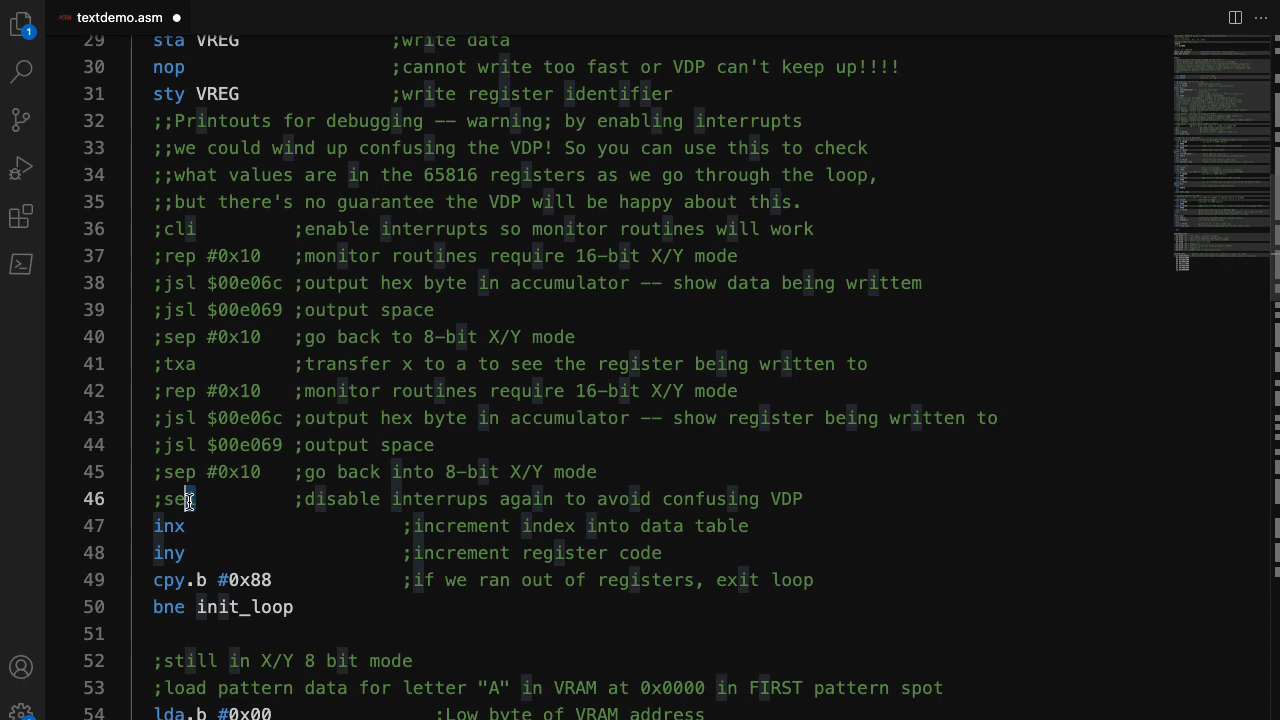 1
ASM textdemo.asm
29 sta VREG ;write data
30 nop ;cannot write too fast or VDP can't keep up!!!!
31 sty VREG ;write register identifier
32 ;;Printouts for debugging -- warning; by enabling interrupts
33 ;;we could wind up confusing the VDP! So you can use this to check
34 ;;what values are in the 65816 registers as we go through the loop,
35 ;;but there's no guarantee the VDP will be happy about this.
36 ;cli ;enable interrupts so monitor routines will work
37 ;rep #0x10 ;monitor routines require 16-bit X/Y mode
38 ;jsl $00e06c ;output hex byte in accumulator -- show data being writtem
39 ;jsl $00e069 ;output space
40 ;sep #0x10 ;go back to 8-bit X/Y mode
41 ;txa ;transfer x to a to see the register being written to
42 ;rep #0x10 ;monitor routines require 16-bit X/Y mode
43 ;jsl $00e06c ;output hex byte in accumulator -- show register being written to
44 ;jsl $00e069 ;output space
45 ;sep #0x10 ;go back into 8-bit X/Y mode
46 ;sei ;disable interrups again to avoid confusing VDP
47 inx ;increment index into data table
48 iny ;increment register code
49 cpy.b #0x88 ;if we ran out of registers, exit loop
50 bne init_loop
51
52 ;still in X/Y 8 bit mode
53 ;load pattern data for letter "A" in VRAM at 0x0000 in FIRST pattern spot
54 lda.b #0x00 ;Low byte of VRAM address